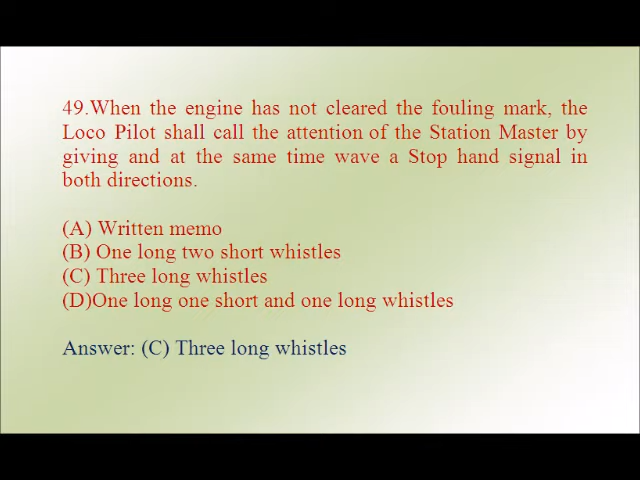 49.When the engine has not cleared the fouling mark, the
Loco Pilot shall call the attention of the Station Master by
giving and at the same time wave a Stop hand signal in
both directions.
(A) Written memo
(B) One long two short whistles
(C) Three long whistles
(D)One long one short and one long whistles
Answer: (C) Three long whistles